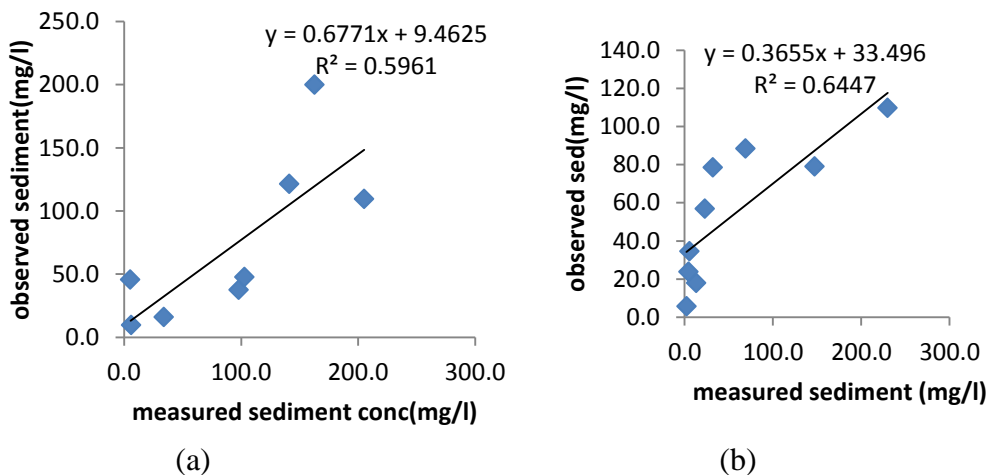 250.0
200.0
150.0
100.0
50.0
0.0
0.0 100.0 200.0 300.0
observed sediment(mg/l)
measured sediment conc(mg/l)
y = 0.6771x + 9.4625
R² = 0.5961
(a)
140.0
120.0
100.0
80.0
60.0
40.0
20.0
0.0
0.0 100.0 200.0 300.0
observed sed(mg/l)
measured sediment (mg/l)
y = 0.3655x + 33.496
R² = 0.6447
(b)